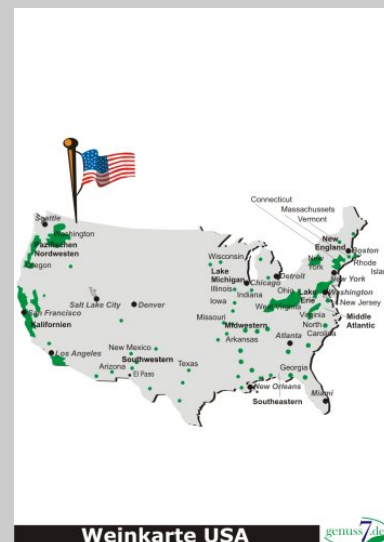 Connecticut
Massachussets
Vermont
Seattle
Washington
Pazifischen
Nordwesten
Oregon
New
England
Boston
Rhode
Islan
New
York
New York
Wisconsin
Lake
Michigan
Chicago
Detroit
Illinois
Indiana
Ohio
Lake
Erie
Washington
New Jersey
Iowa
West Virginia
Virginia
Middle
Atlantic
Salt Lake City
Denver
San Francisco
Kalifornien
Missouri
Midwestern
North
Carolina
Arkansas
Atlanta
Los Angeles
New Mexico
Southwestern
Arizona
El Paso
Texas
Georgia
New Orleans
Miami
Southeastern
Weinkarte USA
genuss7.de